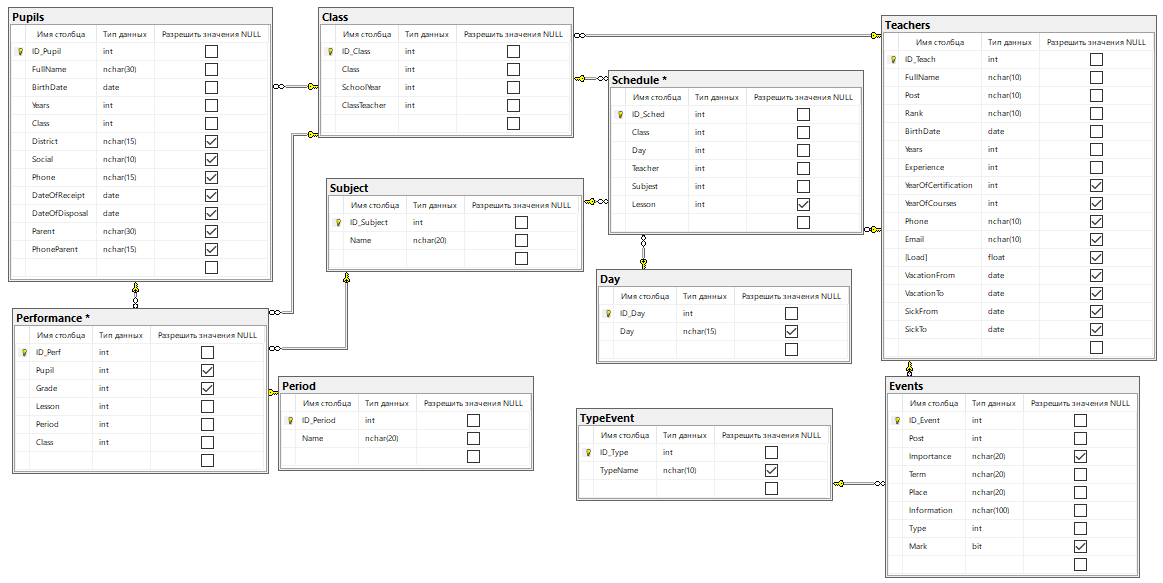 Pupils
Имя столбца Тип данных Разрешить значения NULL
ID_Pupil int
FullName nchar(30)
BirthDate date
Years int
Class int
District nchar(15)
Social nchar(10)
Phone nchar(15)
DateOfReceipt date
DateOfDisposal date
Parent nchar(30)
PhoneParent nchar(15)
Class
Имя столбца Тип данных Разрешить значения NULL
ID_Class int
Class int
SchoolYear int
ClassTeacher int
Teachers
Имя столбца Тип данных Разрешить значения NULL
ID_Teach int
FullName nchar(10)
Post nchar(10)
Rank nchar(10)
BirthDate date
Years int
Experience int
YearOfCertification int
YearOfCourses int
Phone nchar(10)
Email nchar(10)
[Load] float
VacationFrom date
VacationTo date
SickFrom date
SickTo date
Schedule *
Имя столбца Тип данных Разрешить значения NULL
ID_Sched int
Class int
Day int
Teacher int
Subjest int
Lesson int
Subject
Имя столбца Тип данных Разрешить значения NULL
ID_Subject int
Name nchar(20)
Day
Имя столбца Тип данных Разрешить значения NULL
ID_Day int
Day nchar(15)
Performance *
Имя столбца Тип данных Разрешить значения NULL
ID_Perf int
Pupil int
Grade int
Lesson int
Period int
Class int
Period
Имя столбца Тип данных Разрешить значения NULL
ID_Period int
Name nchar(20)
TypeEvent
Имя столбца Тип данных Разрешить значения NULL
ID_Type int
TypeName nchar(10)
Events
Имя столбца Тип данных Разрешить значения NULL
ID_Event int
Post int
Importance nchar(20)
Term nchar(20)
Place nchar(20)
Information nchar(100)
Type int
Mark bit